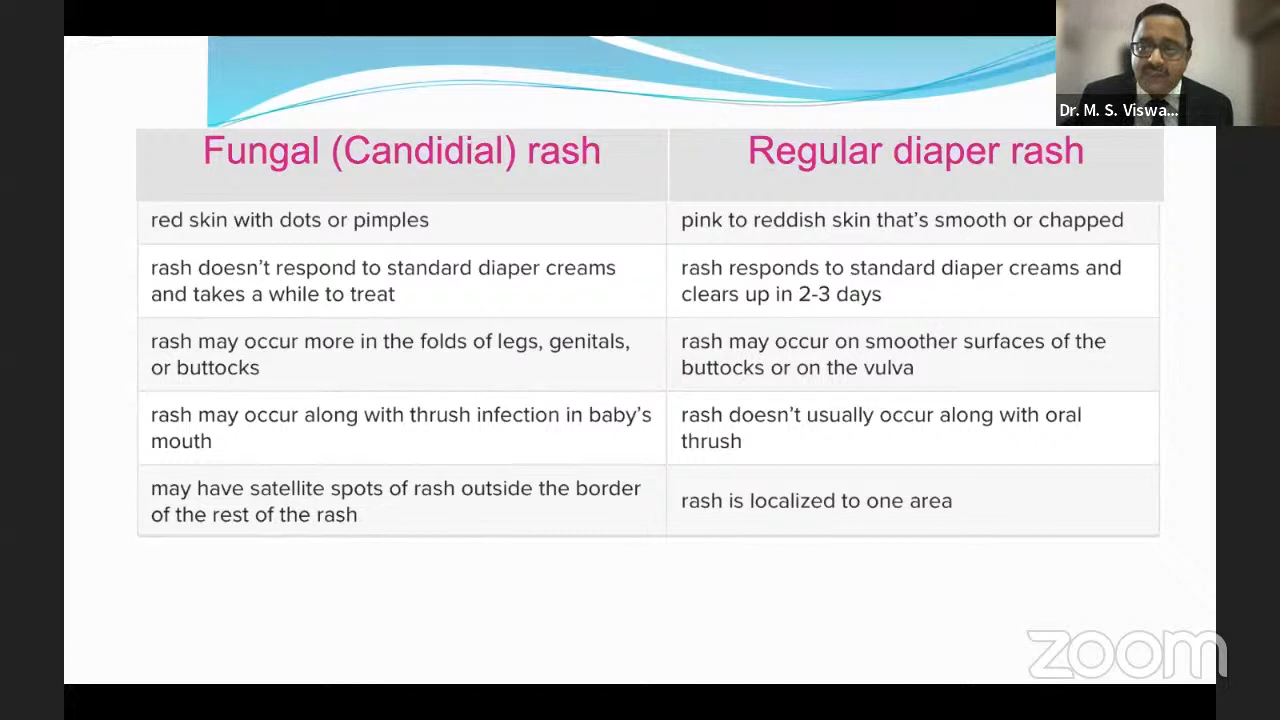 Dr. M. S. Viswa...
Fungal (Candidial) rash
Regular diaper rash
red skin with dots or pimples
pink to reddish skin that's smooth or chapped
rash doesn't respond to standard diaper creams
and takes a while to treat
rash responds to standard diaper creams and
clears up in 2-3 days
rash may occur more in the folds of legs, genitals,
or buttocks
rash may occur on smoother surfaces of the
buttocks or on the vulva
rash may occur along with thrush infection in baby's
mouth
rash doesn't usually occur along with oral
thrush
may have satellite spots of rash outside the border
of the rest of the rash
rash is localized to one area
zoom